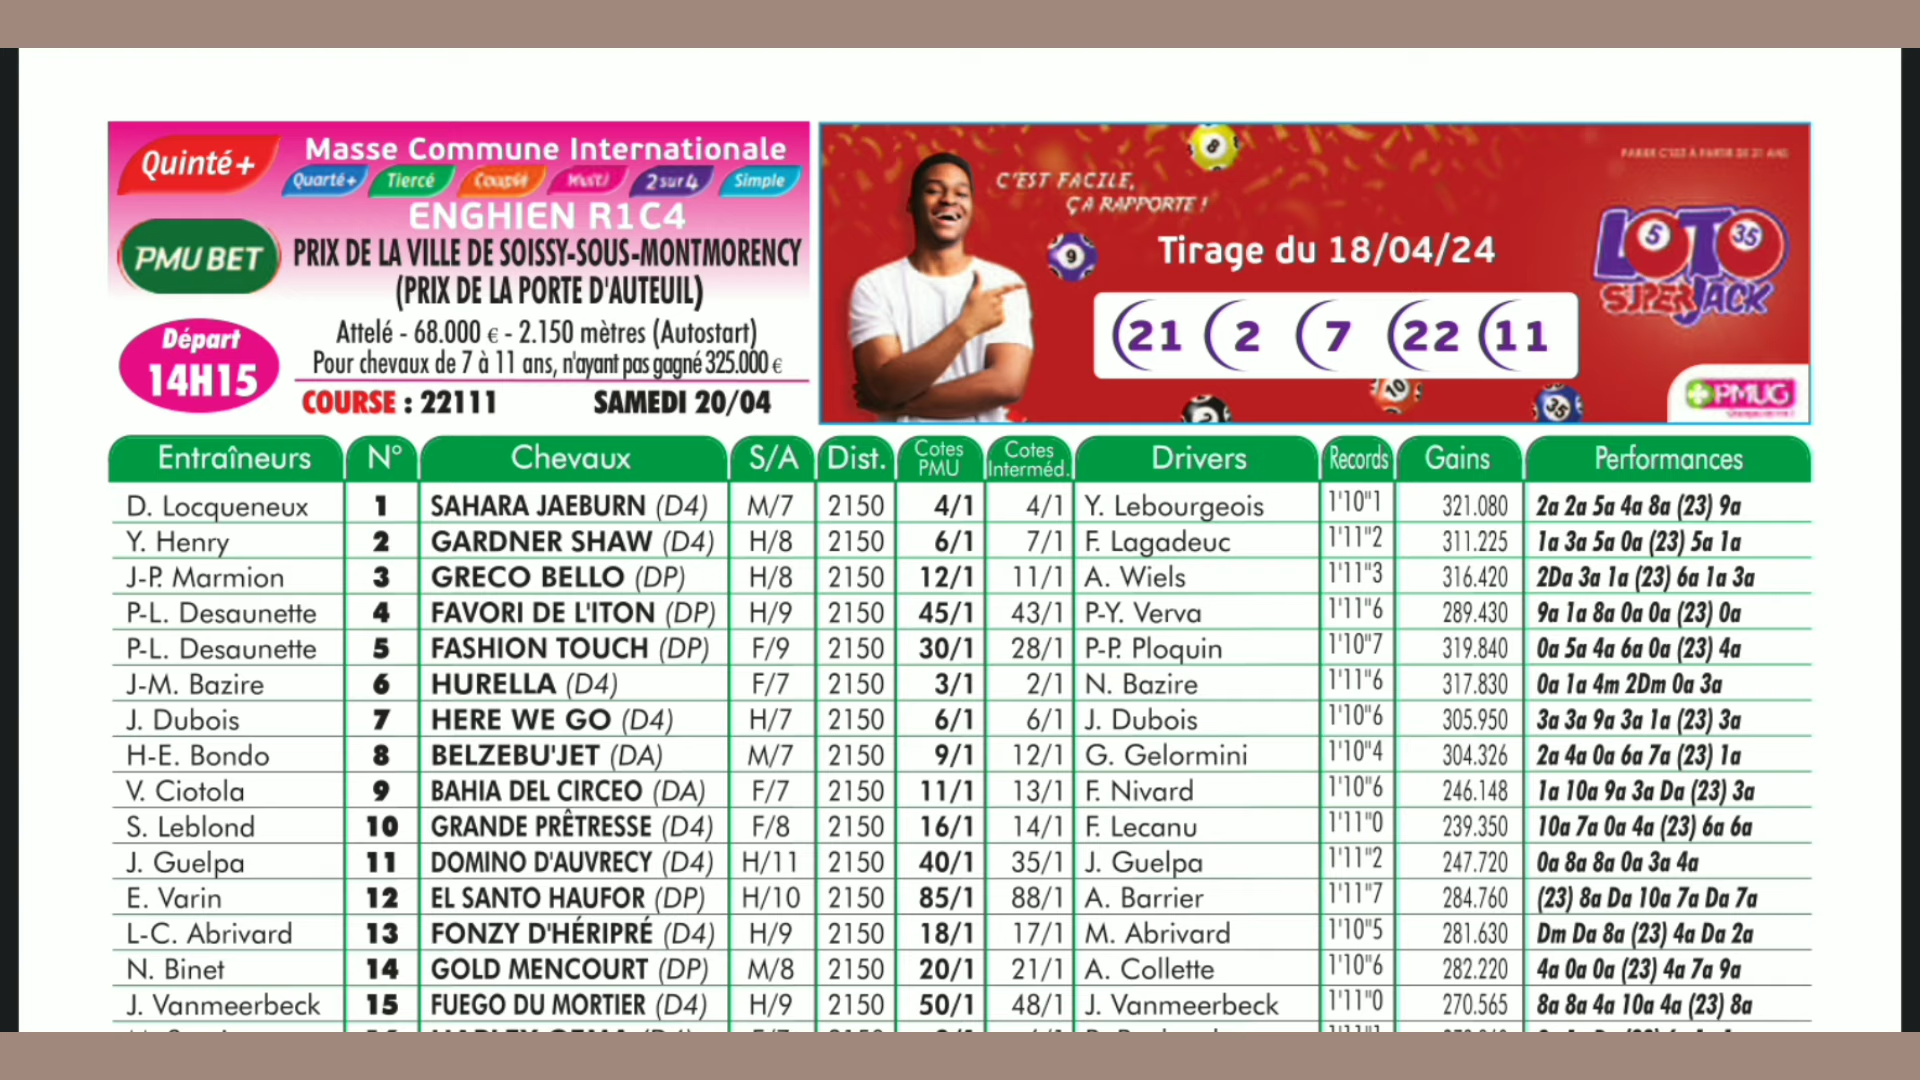 Quinté+
Masse Commune Internationale
Quarté+ Tiercé Couplé Multi 2sur4 Simple
ENGHIEN R1C4
PMU BET
PRIX DE LA VILLE DE SOISSY-SOUS-MONTMORENCY
(PRIX DE LA PORTE D'AUTEUIL)
Départ
14H15
Attelé - 68.000 € - 2.150 mètres (Autostart)
Pour chevaux de 7 à 11 ans, n'ayant pas gagné 325.000 €
COURSE : 22111 SAMEDI 20/04
8
PARIER C'EST À PARTIR DE 21 ANS
C'EST FACILE,
ÇA RAPPORTE !
9
Tirage du 18/04/24
LOTO 5 35
SUPER JACK
21 2 7 22 11
10
2
35
PMUG
Entraîneurs N° Chevaux S/A Dist. Cotes PMU Cotes Interméd. Drivers Records Gains Performances
D. Locqueneux 1 SAHARA JAEBURN (D4) M/7 2150 4/1 4/1 Y. Lebourgeois 1'10"1 321.080 2a 2a 5a 4a 8a (23) 9a
Y. Henry 2 GARDNER SHAW (D4) H/8 2150 6/1 7/1 F. Lagadeuc 1'11"2 311.225 1a 3a 5a 0a (23) 5a 1a
J-P. Marmion 3 GRECO BELLO (DP) H/8 2150 12/1 11/1 A. Wiels 1'11"3 316.420 2Da 3a 1a (23) 6a 1a 3a
P-L. Desaunette 4 FAVORI DE L'ITON (DP) H/9 2150 45/1 43/1 P-Y. Verva 1'11"6 289.430 9a 1a 8a 0a 0a (23) 0a
P-L. Desaunette 5 FASHION TOUCH (DP) F/9 2150 30/1 28/1 P-P. Ploquin 1'10"7 319.840 0a 5a 4a 6a 0a (23) 4a
J-M. Bazire 6 HURELLA (D4) F/7 2150 3/1 2/1 N. Bazire 1'11"6 317.830 0a 1a 4m 2Dm 0a 3a
J. Dubois 7 HERE WE GO (D4) H/7 2150 6/1 6/1 J. Dubois 1'10"6 305.950 3a 3a 9a 3a 1a (23) 3a
H-E. Bondo 8 BELZEBU'JET (DA) M/7 2150 9/1 12/1 G. Gelormini 1'10"4 304.326 2a 4a 0a 6a 7a (23) 1a
V. Ciotola 9 BAHIA DEL CIRCEO (DA) F/7 2150 11/1 13/1 F. Nivard 1'10"6 246.148 1a 10a 9a 3a Da (23) 3a
S. Leblond 10 GRANDE PRÊTRESSE (D4) F/8 2150 16/1 14/1 F. Lecanu 1'11"0 239.350 10a 7a 0a 4a (23) 6a 6a
J. Guelpa 11 DOMINO D'AUVRECY (D4) H/11 2150 40/1 35/1 J. Guelpa 1'11"2 247.720 0a 8a 8a 0a 3a 4a
E. Varin 12 EL SANTO HAUFOR (DP) H/10 2150 85/1 88/1 A. Barrier 1'11"7 284.760 (23) 8a Da 10a 7a Da 7a
L-C. Abrivard 13 FONZY D'HÉRIPRÉ (D4) H/9 2150 18/1 17/1 M. Abrivard 1'10"5 281.630 Dm Da 8a (23) 4a Da 2a
N. Binet 14 GOLD MENCOURT (DP) M/8 2150 20/1 21/1 A. Collette 1'10"6 282.220 4a 0a 0a (23) 4a 7a 9a
J. Vanmeerbeck 15 FUEGO DU MORTIER (D4) H/9 2150 50/1 48/1 J. Vanmeerbeck 1'11"0 270.565 8a 8a 4a 10a 4a (23) 8a